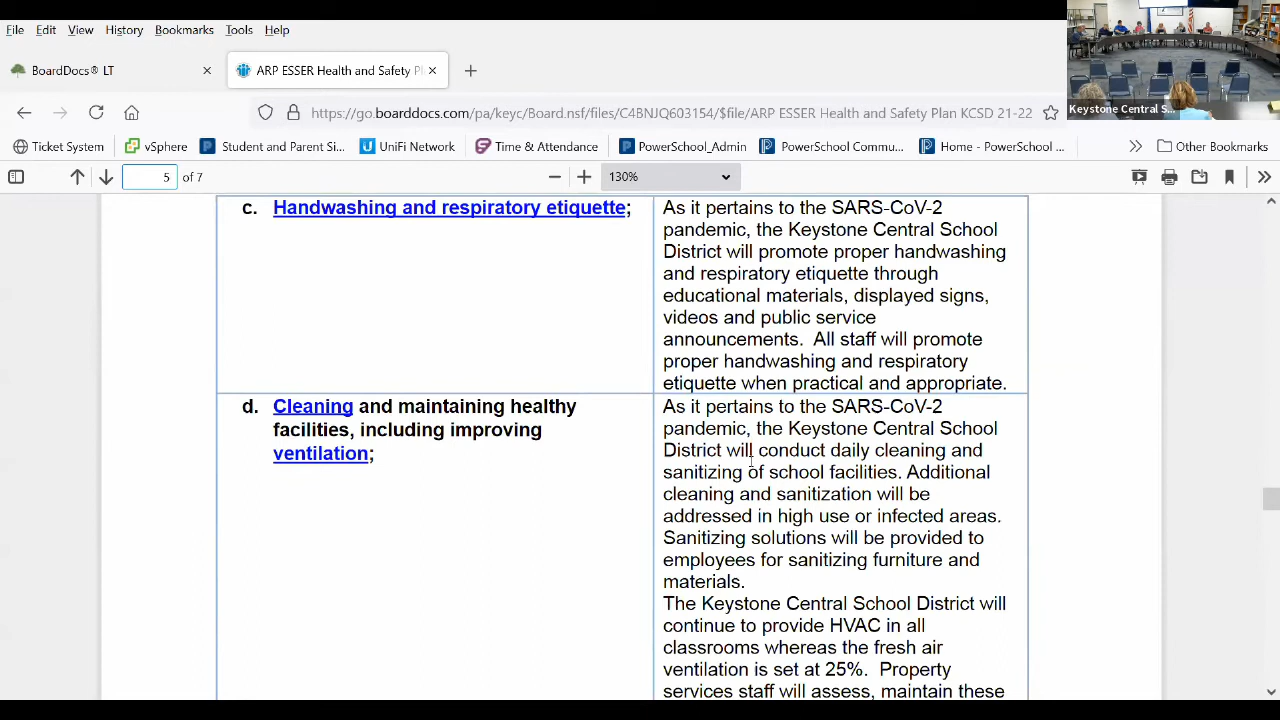 File Edit View History Bookmarks Tools Help
BoardDocs® LT
ARP ESSER Health and Safety Pl
https://go.boarddocs.com/pa/keyc/Board.nsf/files/C4BNJQ603154/$file/ARP ESSER Health and Safety Plan KCSD 21-22
Keystone Central S...
Ticket System vSphere Student and Parent Si... UniFi Network Time & Attendance PowerSchool_Admin PowerSchool Commu... Home - PowerSchool ... Other Bookmarks
5 of 7 130%
c. Handwashing and respiratory etiquette;
As it pertains to the SARS-CoV-2
pandemic, the Keystone Central School
District will promote proper handwashing
and respiratory etiquette through
educational materials, displayed signs,
videos and public service
announcements. All staff will promote
proper handwashing and respiratory
etiquette when practical and appropriate.
d. Cleaning and maintaining healthy
facilities, including improving
ventilation;
As it pertains to the SARS-CoV-2
pandemic, the Keystone Central School
District will conduct daily cleaning and
sanitizing of school facilities. Additional
cleaning and sanitization will be
addressed in high use or infected areas.
Sanitizing solutions will be provided to
employees for sanitizing furniture and
materials.
The Keystone Central School District will
continue to provide HVAC in all
classrooms whereas the fresh air
ventilation is set at 25%. Property
services staff will assess, maintain these